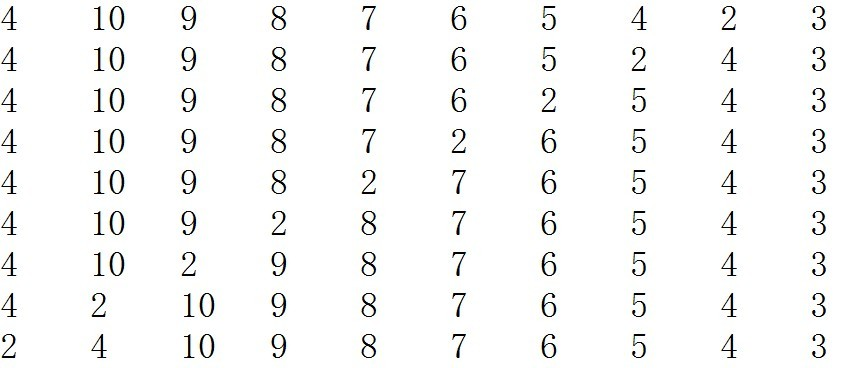 4 10 9 8 7 6 5 4 2 3
4 10 9 8 7 6 5 2 4 3
4 10 9 8 7 6 2 5 4 3
4 10 9 8 7 2 6 5 4 3
4 10 9 8 2 7 6 5 4 3
4 10 9 2 8 7 6 5 4 3
4 10 2 9 8 7 6 5 4 3
4 2 10 9 8 7 6 5 4 3
2 4 10 9 8 7 6 5 4 3